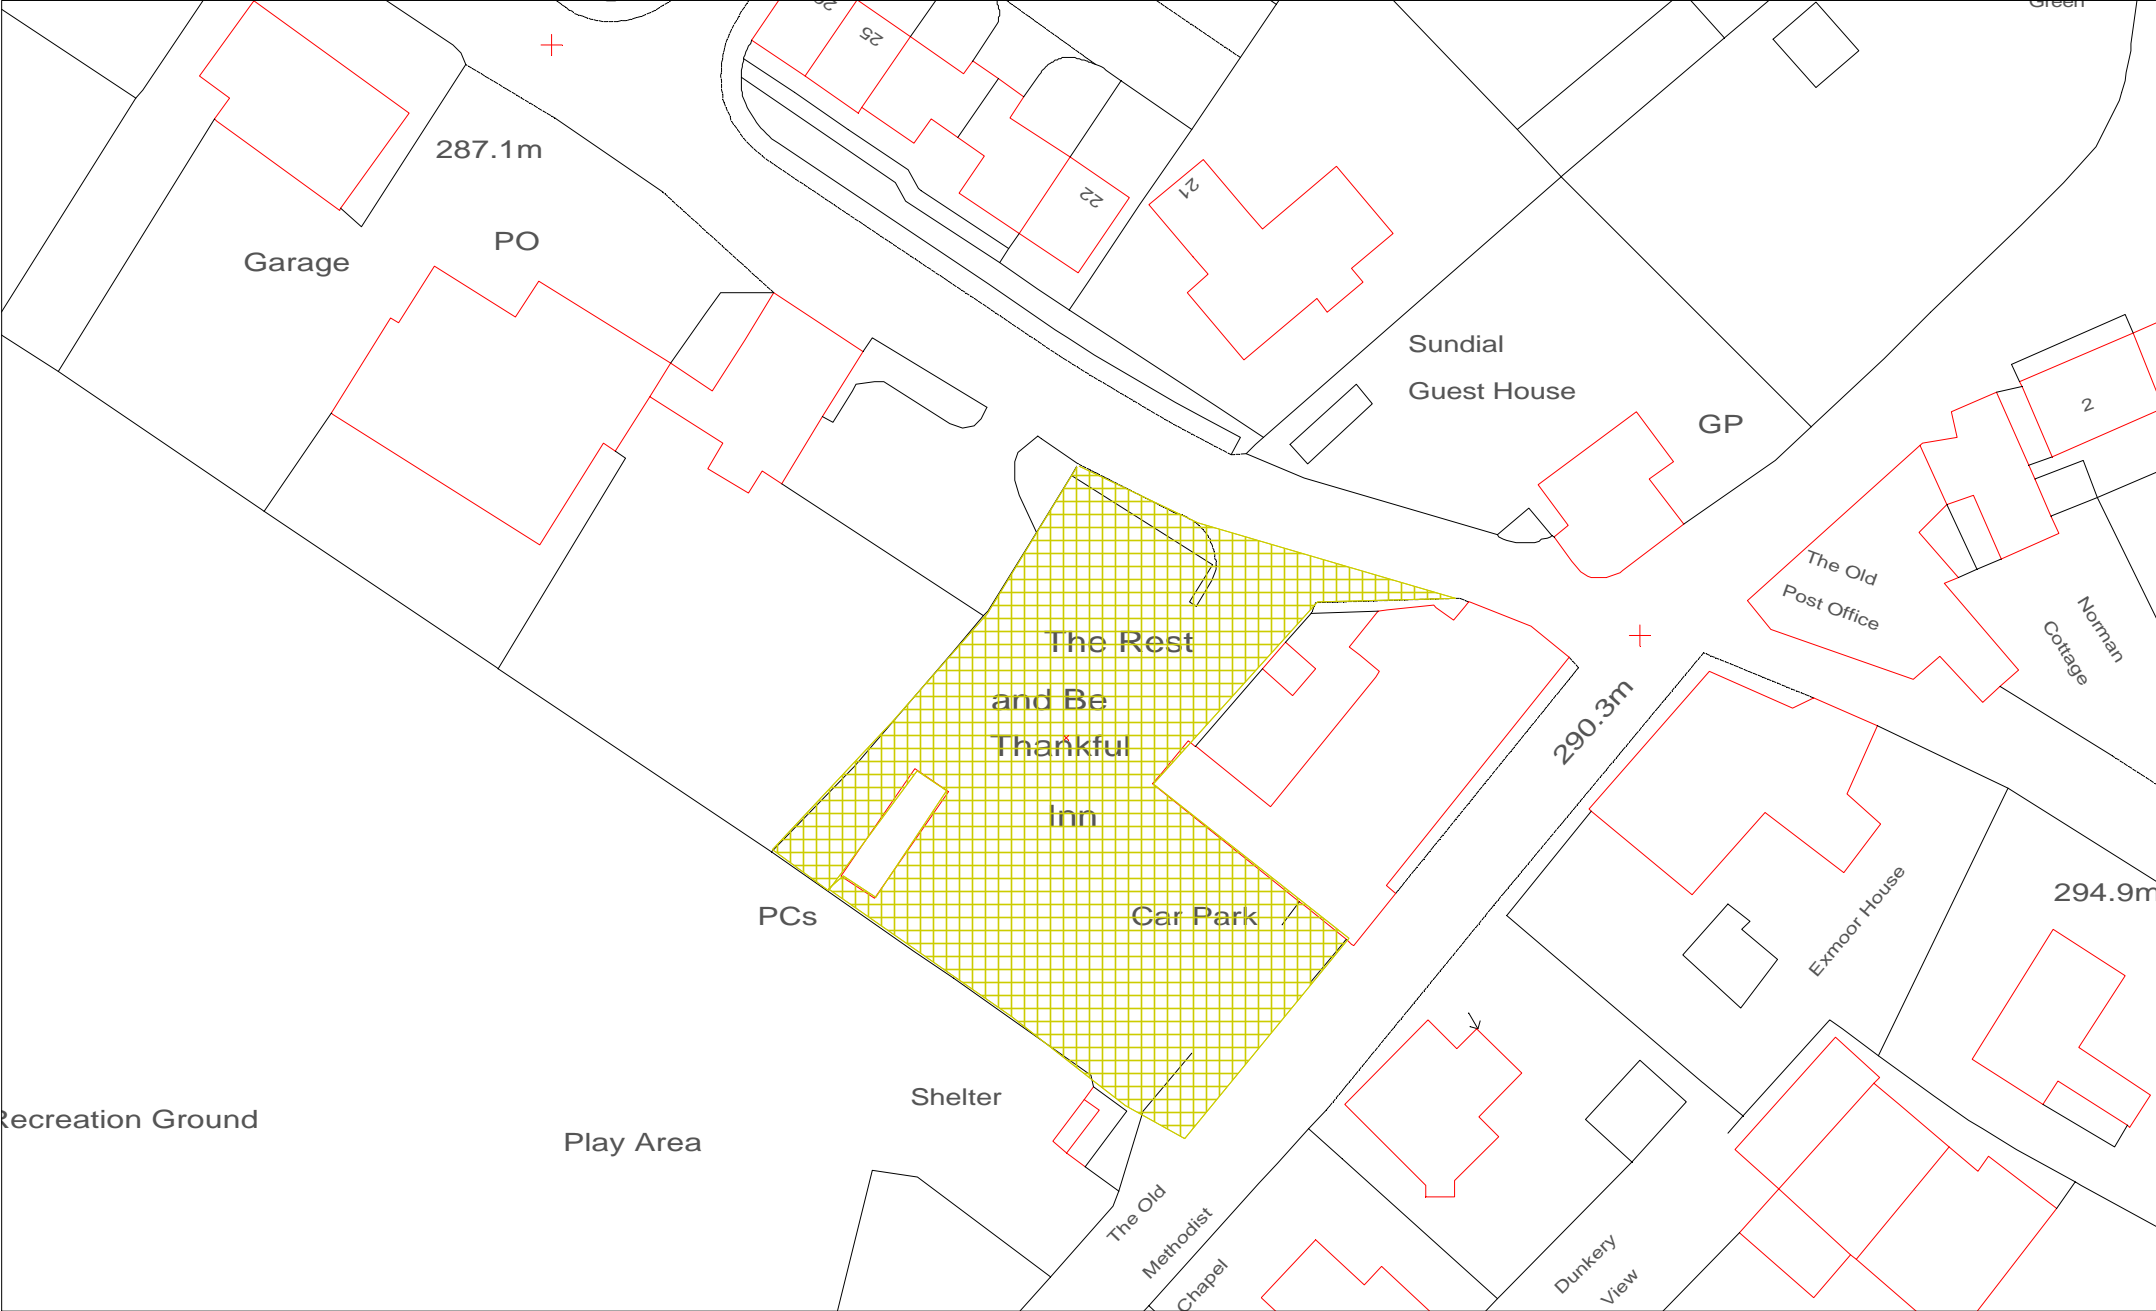 Green
25
287.1m
22
21
PO
Garage
Sundial
Guest House
GP
2
The Old
Post Office
Norman
Cottage
The Rest
and Be
Thankful
Inn
290.3m
PCs
Car Park
Exmoor House
294.9m
Shelter
Recreation Ground
Play Area
The Old
Methodist
Chapel
Dunkery
View